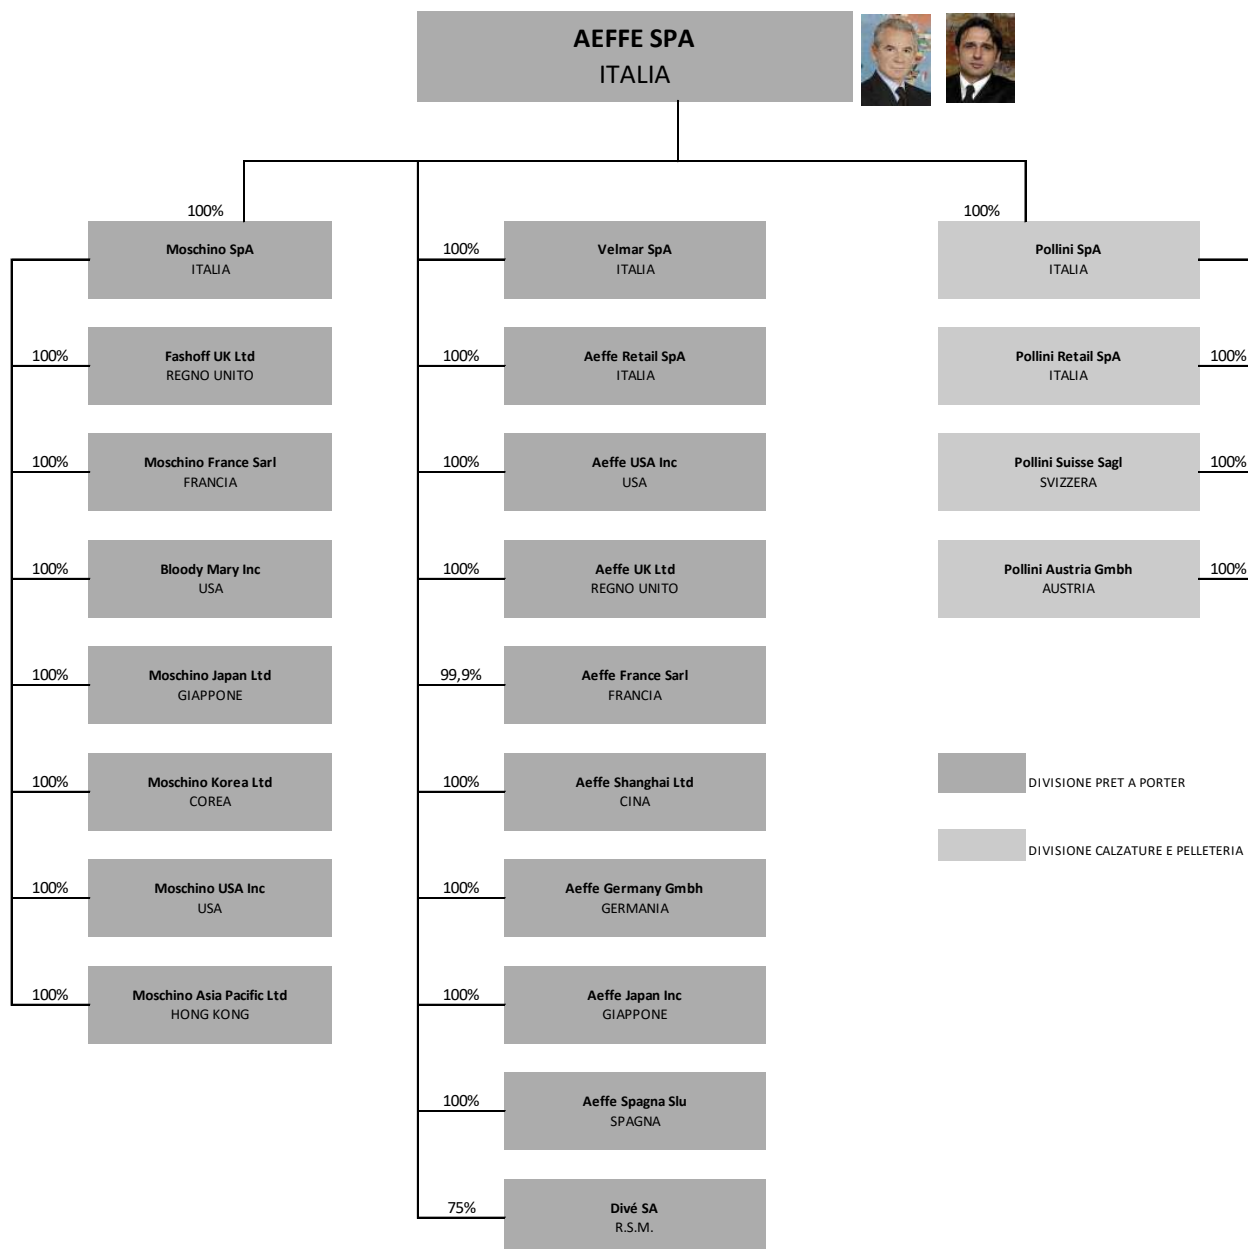 AEFFE SPA
ITALIA
100%
Moschino SpA
ITALIA
100%
Fashoff UK Ltd
REGNO UNITO
100%
Moschino France Sarl
FRANCIA
100%
Bloody Mary Inc
USA
100%
Moschino Japan Ltd
GIAPPONE
100%
Moschino Korea Ltd
COREA
100%
Moschino USA Inc
USA
100%
Moschino Asia Pacific Ltd
HONG KONG
100%
Velmar SpA
ITALIA
100%
Aeffe Retail SpA
ITALIA
100%
Aeffe USA Inc
USA
100%
Aeffe UK Ltd
REGNO UNITO
99,9%
Aeffe France Sarl
FRANCIA
100%
Aeffe Shanghai Ltd
CINA
100%
Aeffe Germany Gmbh
GERMANIA
100%
Aeffe Japan Inc
GIAPPONE
100%
Aeffe Spagna Slu
SPAGNA
75%
Divé SA
R.S.M.
100%
Pollini SpA
ITALIA
Pollini Retail SpA
ITALIA
100%
Pollini Suisse Sagl
SVIZZERA
100%
Pollini Austria Gmbh
AUSTRIA
100%
DIVISIONE PRET A PORTER
DIVISIONE CALZATURE E PELLETERIA